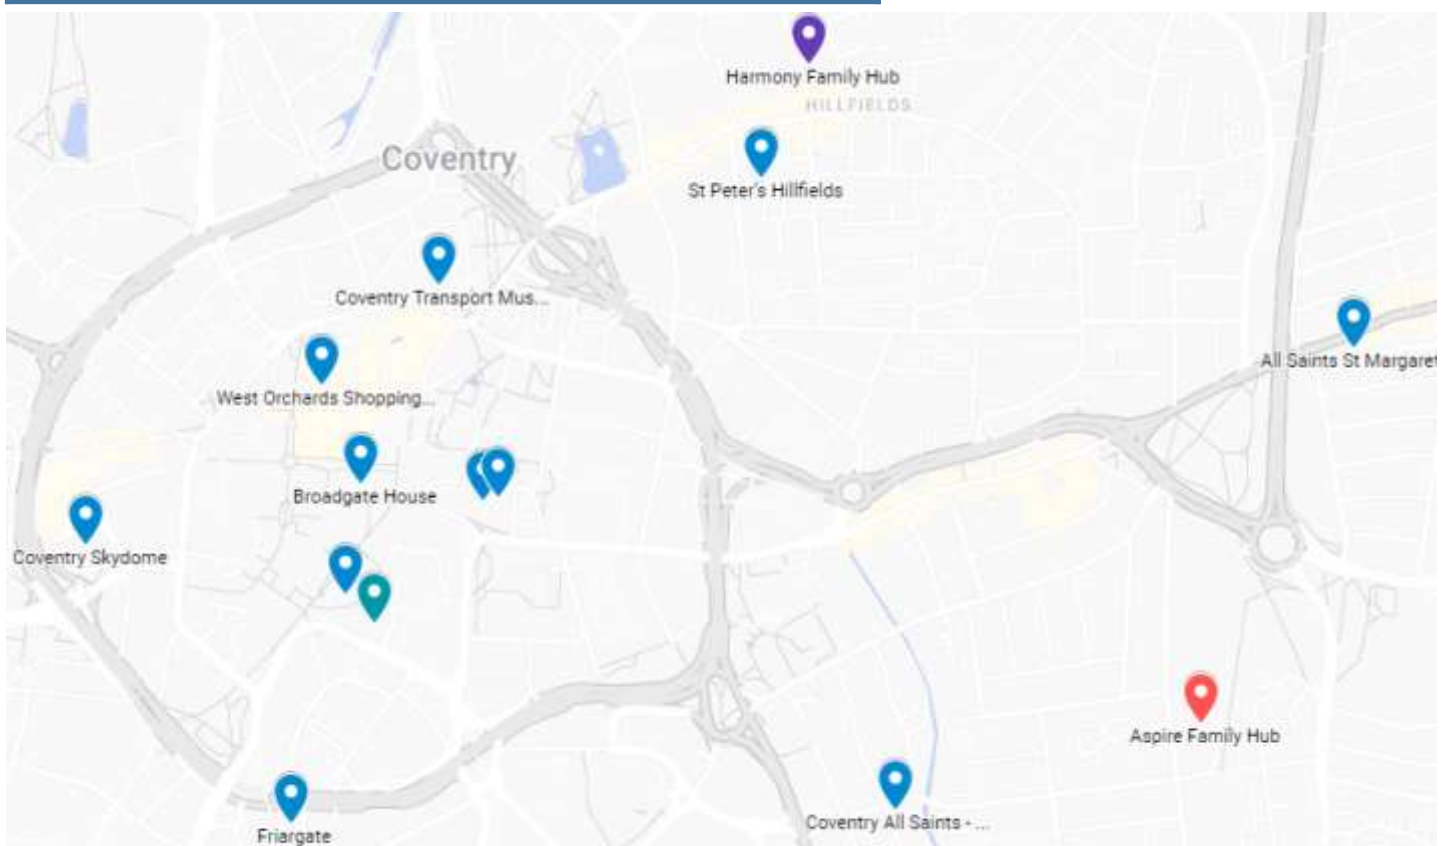 Harmony Family Hub
HILLFIELDS
Coventry
St Peter's Hillfields
Coventry Transport Mus...
All Saints St Margaret
West Orchards Shopping...
Broadgate House
Coventry Skydome
Aspire Family Hub
Coventry All Saints - ...
Friargate